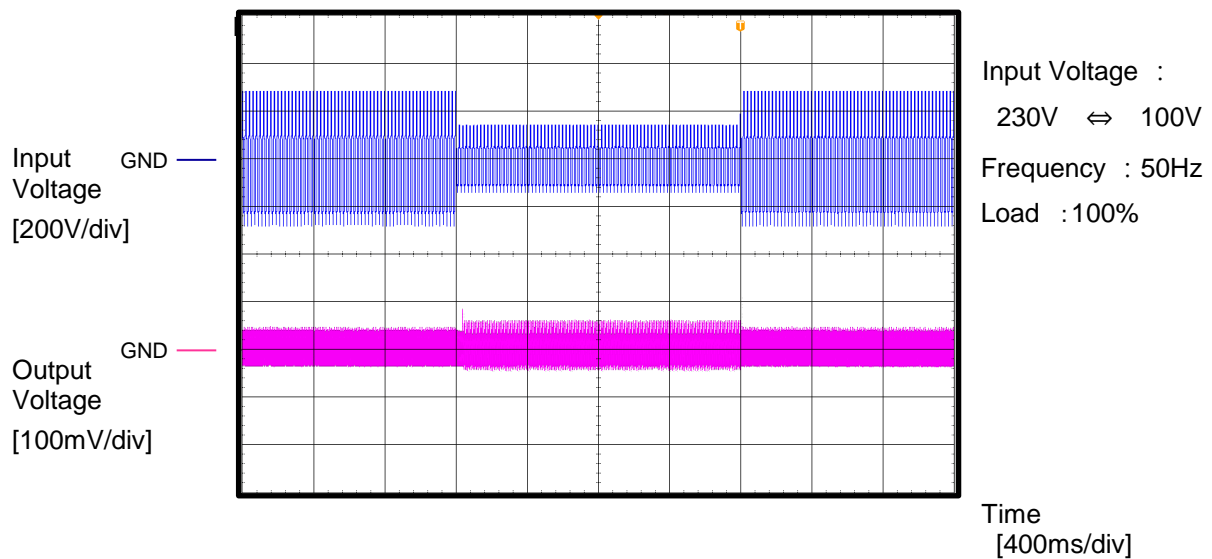 T
Input
Voltage
[200V/div]
GND
Output
Voltage
[100mV/div]
GND
Input Voltage :
230V ⇔ 100V
Frequency : 50Hz
Load :100%
Time
[400ms/div]